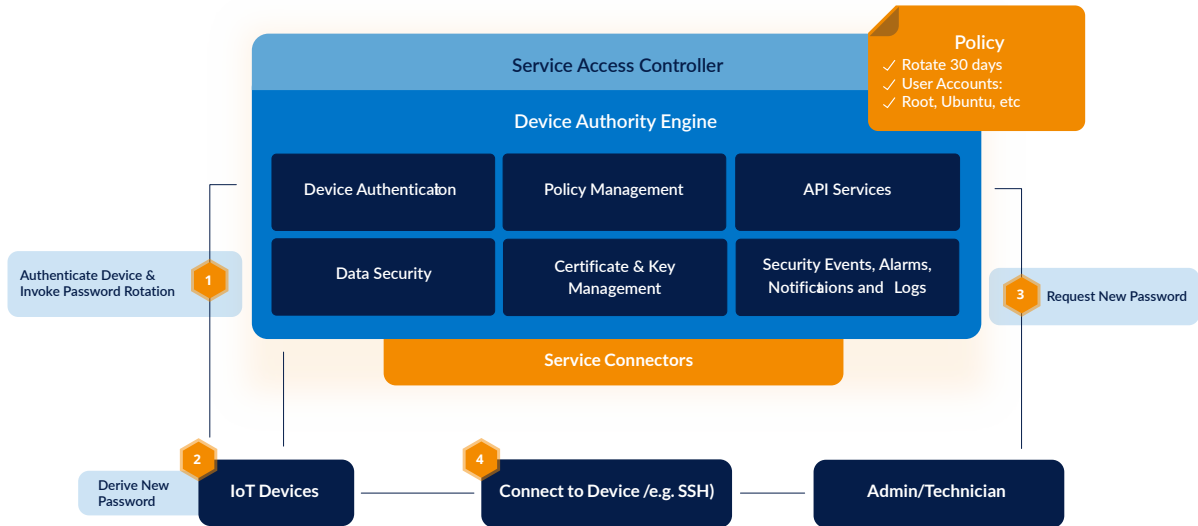 Policy
Rotate 30 days
User Accounts:
Root, Ubuntu, etc
Service Access Controller
Device Authority Engine
Device Authentication
Policy Management
API Services
Data Security
Certificate & Key
Management
Security Events, Alarms,
Notifications and Logs
1
Authenticate Device &
Invoke Password Rotation
3
Request New Password
Service Connectors
2
Derive New
Password
IoT Devices
4
Connect to Device /e.g. SSH)
Admin/Technician